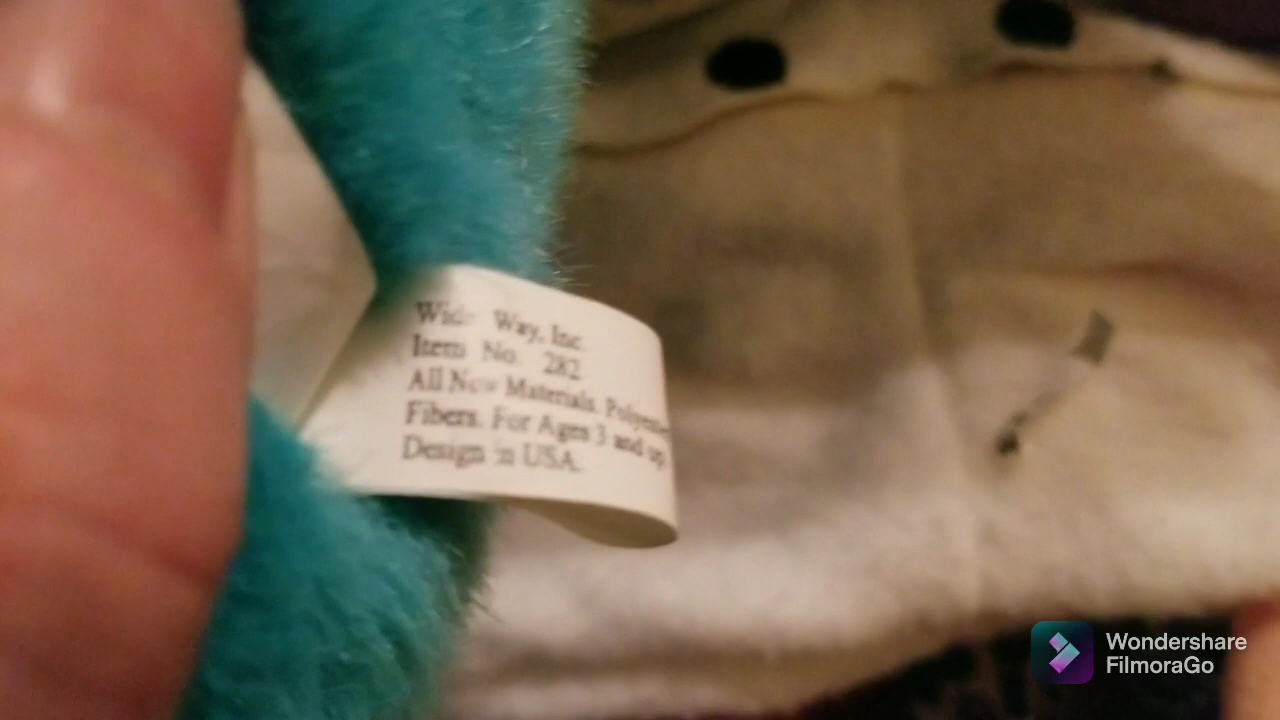 Wide Way, Inc.
Item No. 282
All New Materials. Polyester
Fibers. For Ages 3 and up.
Design in USA.
Wondershare
FilmoraGo